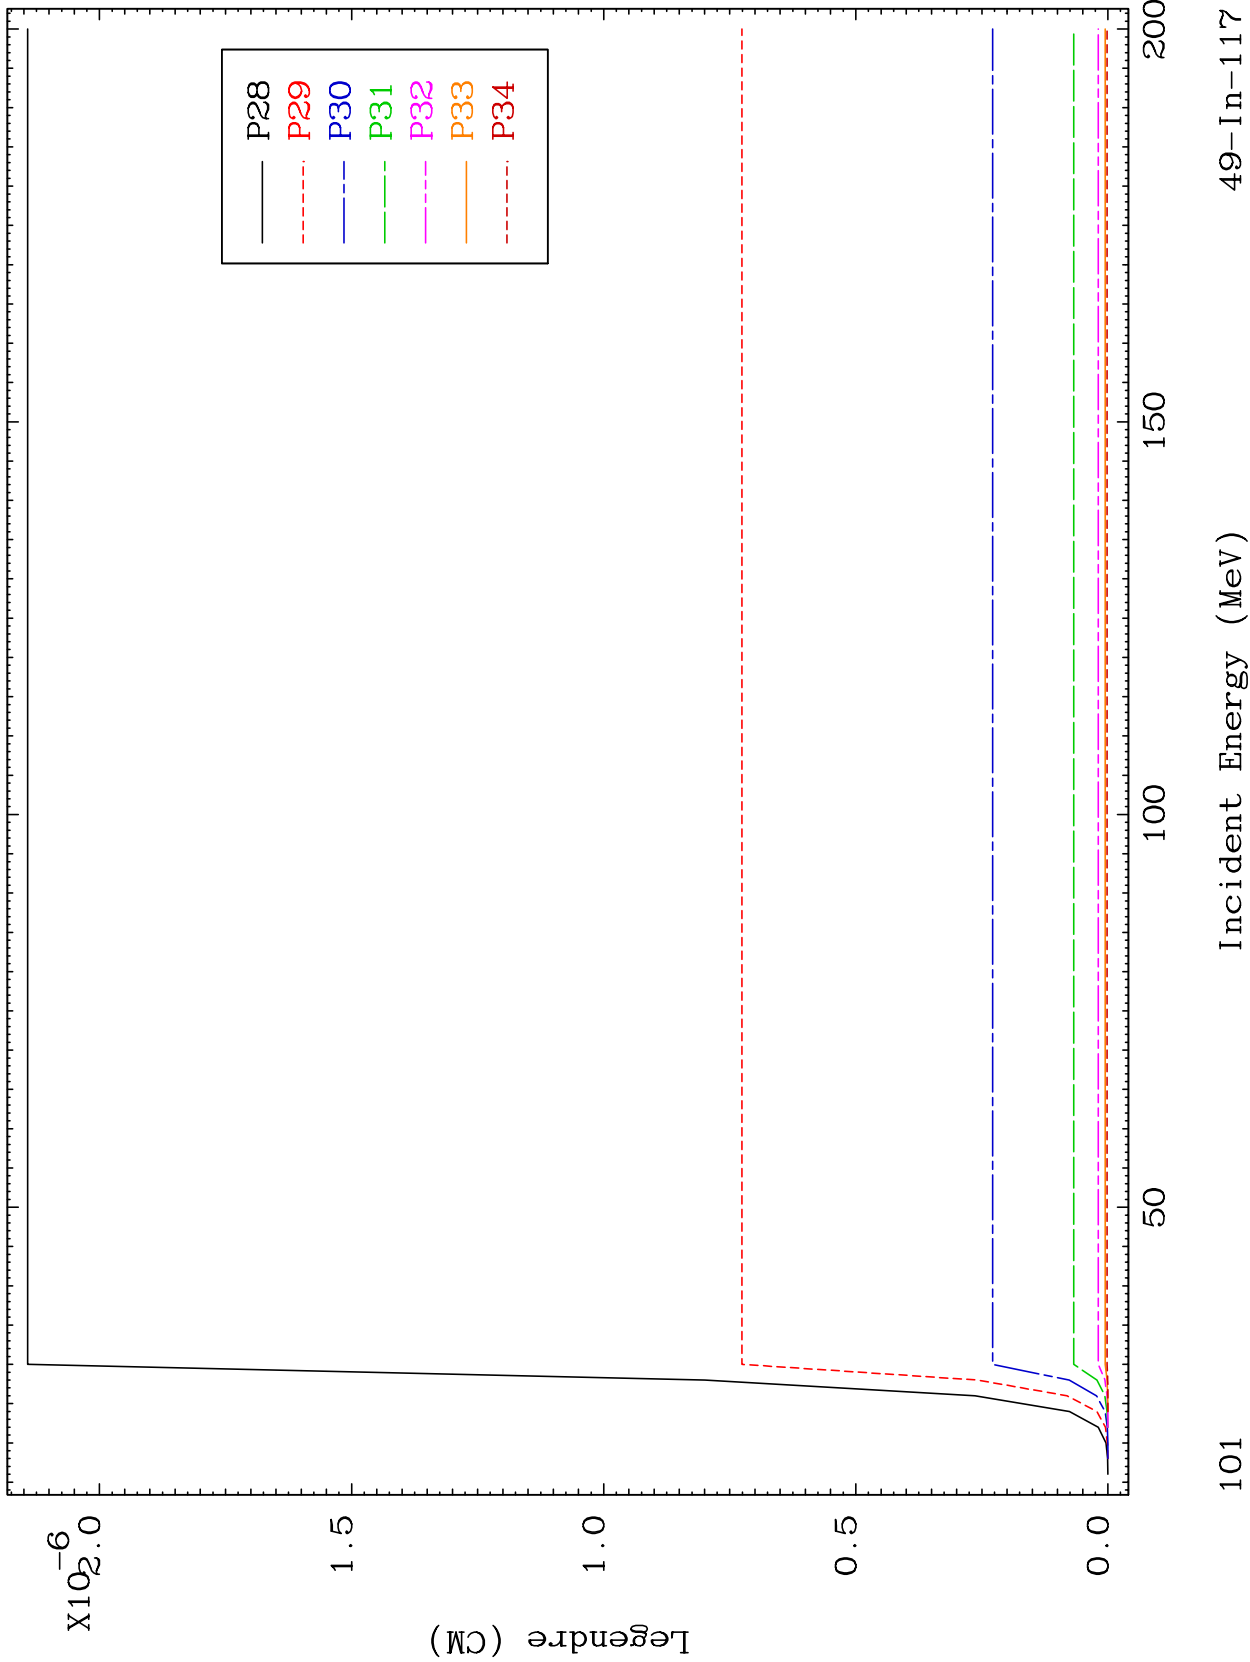 X10-6
2.0
1.5
1.0
0.5
0.0
Legendre (CM)
P28
P29
P30
P31
P32
P33
P34
50
100
150
200
Incident Energy (MeV)
101
49-In-117